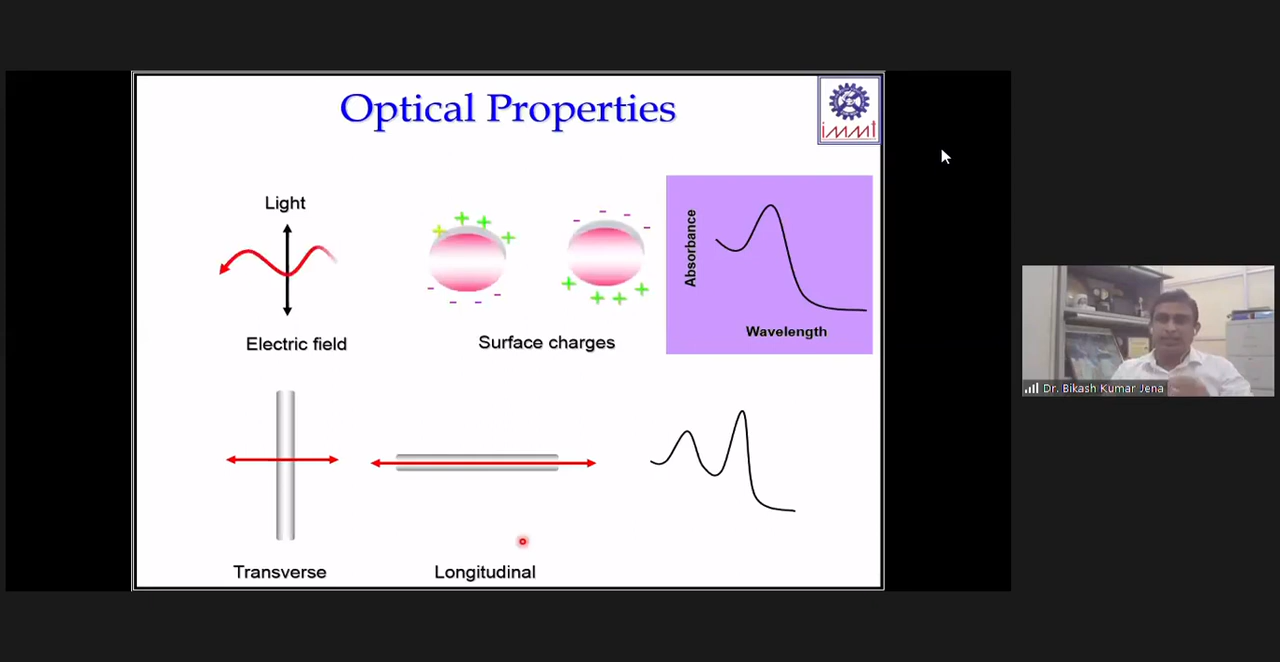 Optical Properties
immt
Light
Electric field
Surface charges
Absorbance
Wavelength
Transverse
Longitudinal
Dr. Bikash Kumar Jena